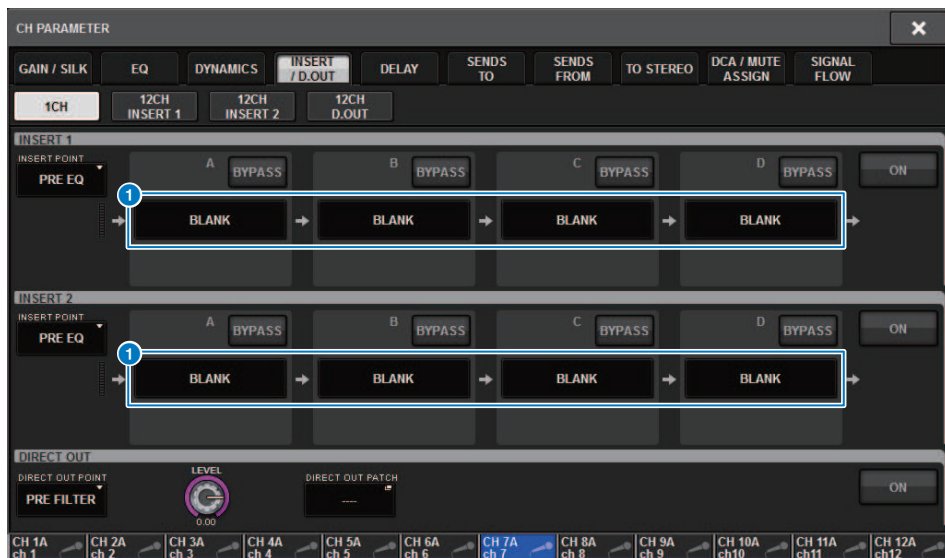 CH PARAMETER
GAIN / SILK EQ DYNAMICS INSERT / D.OUT DELAY SENDS TO SENDS FROM TO STEREO DCA / MUTE ASSIGN SIGNAL FLOW
1CH 12CH INSERT 1 12CH INSERT 2 12CH D.OUT
INSERT 1
INSERT POINT
PRE EQ
A BYPASS B BYPASS C BYPASS D BYPASS ON
1
BLANK BLANK BLANK BLANK
INSERT 2
INSERT POINT
PRE EQ
A BYPASS B BYPASS C BYPASS D BYPASS ON
1
BLANK BLANK BLANK BLANK
DIRECT OUT
DIRECT OUT POINT LEVEL DIRECT OUT PATCH
PRE FILTER ---- ON
0.00
CH 1A CH 2A CH 3A CH 4A CH 5A CH 6A CH 7A CH 8A CH 9A CH 10A CH 11A CH 12A
ch 1 ch 2 ch 3 ch 4 ch 5 ch 6 ch 7 ch 8 ch 9 ch10 ch11 ch12